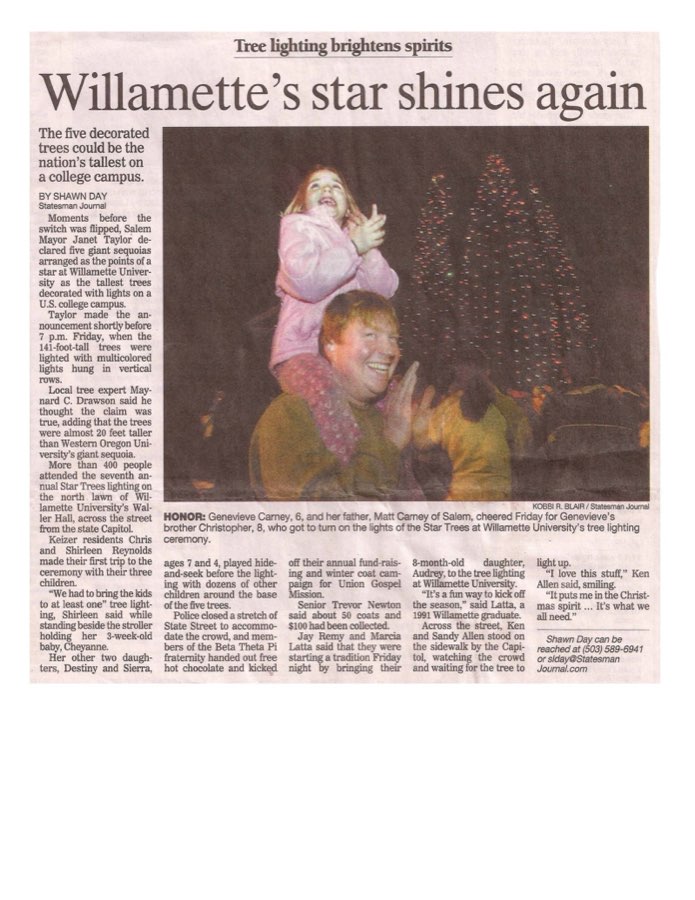 Tree lighting brightens spirits
Willamette's star shines again
The five decorated
trees could be the
nation's tallest on
a college campus.
BY SHAWN DAY
Statesman Journal
Moments before the
switch was flipped, Salem
Mayor Janet Taylor de-
clared five giant sequoias
arranged as the points of a
star at Willamette Univer-
sity as the tallest trees
decorated with lights on a
U.S. college campus.
Taylor made the an-
nouncement shortly before
7 p.m. Friday, when the
141-foot-tall trees were
lighted with multicolored
lights hung in vertical
rows.
Local tree expert May-
nard C. Drawson said he
thought the claim was
true, adding that the trees
were almost 20 feet taller
than Western Oregon Uni-
versity's giant sequoia.
More than 400 people
attended the seventh an-
nual Star Trees lighting on
the north lawn of Wil-
lamette University's Wal-
ler Hall, across the street
from the state Capitol.
Keizer residents Chris
and Shirleen Reynolds
made their first trip to the
ceremony with their three
children.
"We had to bring the kids
to at least one" tree light-
ing, Shirleen said while
standing beside the stroller
holding her 3-week-old
baby, Cheyanne.
Her other two daugh-
ters, Destiny and Sierra,
KOBBI R. BLAIR / Statesman Journal
HONOR: Genevieve Carney, 6, and her father, Matt Carney of Salem, cheered Friday for Genevieve's
brother Christopher, 8, who got to turn on the lights of the Star Trees at Willamette University's tree lighting
ceremony.
ages 7 and 4, played hide-
and-seek before the light-
ing with dozens of other
children around the base
of the five trees.
Police closed a stretch of
State Street to accommo-
date the crowd, and mem-
bers of the Beta Theta Pi
fraternity handed out free
hot chocolate and kicked
off their annual fund-rais-
ing and winter coat cam-
paign for Union Gospel
Mission.
Senior Trevor Newton
said about 50 coats and
$100 had been collected.
Jay Remy and Marcia
Latta said that they were
starting a tradition Friday
night by bringing their
8-month-old daughter,
Audrey, to the tree lighting
at Willamette University.
"It's a fun way to kick off
the season," said Latta, a
1991 Willamette graduate.
Across the street, Ken
and Sandy Allen stood on
the sidewalk by the Capi-
tol, watching the crowd
and waiting for the tree to
light up.
"I love this stuff," Ken
Allen said, smiling.
"It puts me in the Christ-
mas spirit ... It's what we
all need."
Shawn Day can be
reached at (503) 589-6941
or slday@Statesman
Journal.com